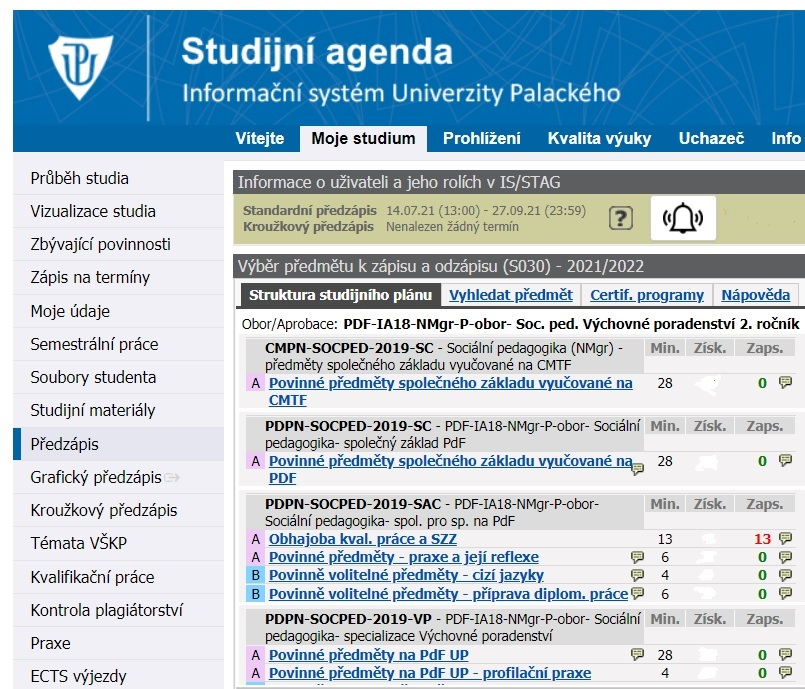 Studijní agenda
Informační systém Univerzity Palackého
Vítejte Moje studium Prohlížení Kvalita výuky Uchazeč Info
Průběh studia
Vizualizace studia
Zbývající povinnosti
Zápis na termíny
Moje údaje
Semestrální práce
Soubory studenta
Studijní materiály
Předzápis
Grafický předzápis
Kroužkový předzápis
Témata VŠKP
Kvalifikační práce
Kontrola plagiátorství
Praxe
ECTS výjezdy
Informace o uživateli a jeho rolích v IS/STAG
Standardní předzápis 14.07.21 (13:00) - 27.09.21 (23:59)
Kroužkový předzápis Nenalezen žádný termín
?
Výběr předmětu k zápisu a odzápisu (S030) - 2021/2022
Struktura studijního plánu Vyhledat předmět Certif. programy Nápověda
Obor/Aprobace: PDF-IA18-NMgr-P-obor- Soc. ped. Výchovné poradenství 2. ročník
CMPN-SOCPED-2019-SC - Sociální pedagogika (NMgr) - Min. Získ. Zaps.
předměty společného základu vyučované na CMTF
A Povinné předměty společného základu vyučované na 28 0
CMTF
PDPN-SOCPED-2019-SC - PDF-IA18-NMgr-P-obor- Sociální Min. Získ. Zaps.
pedagogika- společný základ PdF
A Povinné předměty společného základu vyučované na 28 0
PDF
PDPN-SOCPED-2019-SAC - PDF-IA18-NMgr-P-obor- Min. Získ. Zaps.
Sociální pedagogika- spol. pro sp. na PdF
A Obhajoba kval. práce a SZZ 13 13
A Povinné předměty - praxe a její reflexe 6 0
B Povinně volitelné předměty - cizí jazyky 4 0
B Povinně volitelné předměty - příprava diplom. práce 6 0
PDPN-SOCPED-2019-VP - PDF-IA18-NMgr-P-obor- Sociální Min. Získ. Zaps.
pedagogika- specializace Výchovné poradenství
A Povinné předměty na PdF UP 28 0
A Povinné předměty na PdF UP - profilační praxe 4 0